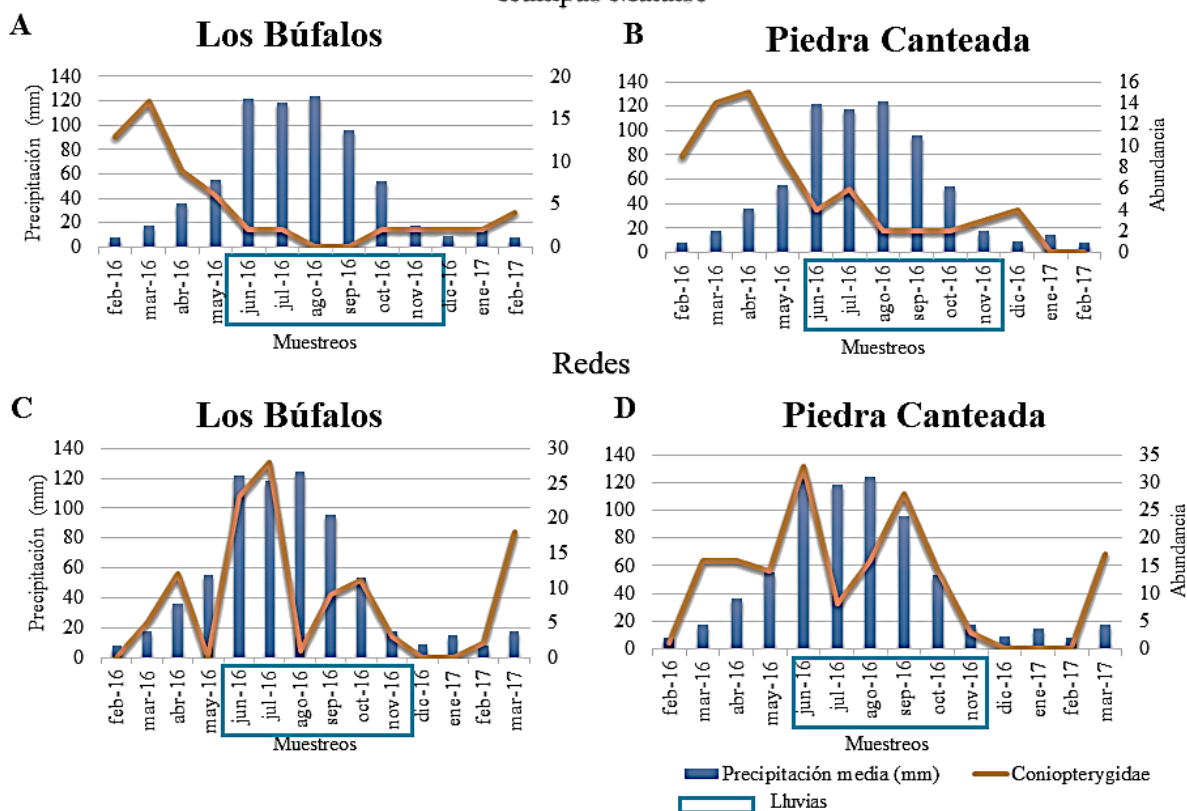 A
Los Búfalos
Precipitación (mm)
140
120
100
80
60
40
20
0
20
15
10
5
0
feb-16
mar-16
abr-16
may-16
jun-16
jul-16
ago-16
sep-16
oct-16
nov-16
dic-16
ene-17
feb-17
Muestreos
B
Piedra Canteada
140
120
100
80
60
40
20
0
16
14
12
10
8
6
4
2
0
Abundancia
feb-16
mar-16
abr-16
may-16
jun-16
jul-16
ago-16
sep-16
oct-16
nov-16
dic-16
ene-17
feb-17
Muestreos
Redes
C
Los Búfalos
Precipitación (mm)
140
120
100
80
60
40
20
0
30
25
20
15
10
5
0
feb-16
mar-16
abr-16
may-16
jun-16
jul-16
ago-16
sep-16
oct-16
nov-16
dic-16
ene-17
feb-17
mar-17
Muestreos
D
Piedra Canteada
140
120
100
80
60
40
20
0
35
30
25
20
15
10
5
0
Abundancia
feb-16
mar-16
abr-16
may-16
jun-16
jul-16
ago-16
sep-16
oct-16
nov-16
dic-16
ene-17
feb-17
mar-17
Muestreos
Precipitación media (mm) Coniopterygidae
Lluvias